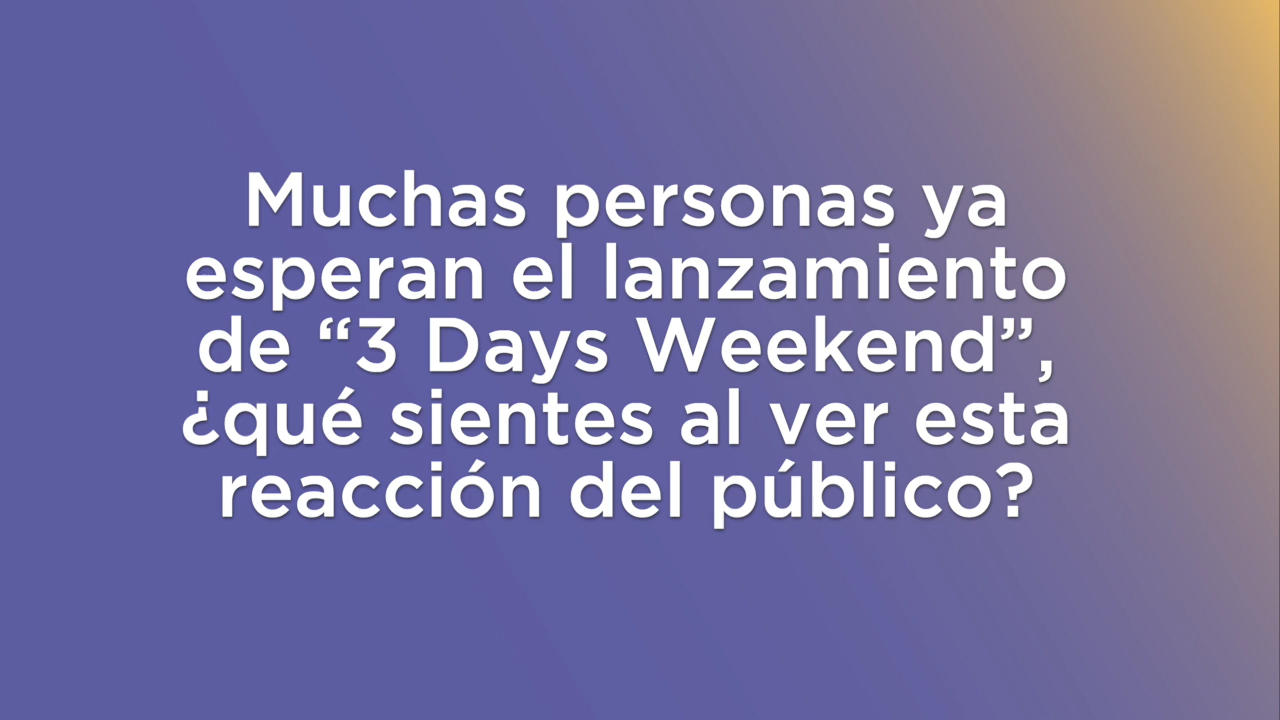 Muchas personas ya
esperan el lanzamiento
de “3 Days Weekend”,
¿qué sientes al ver esta
reacción del público?